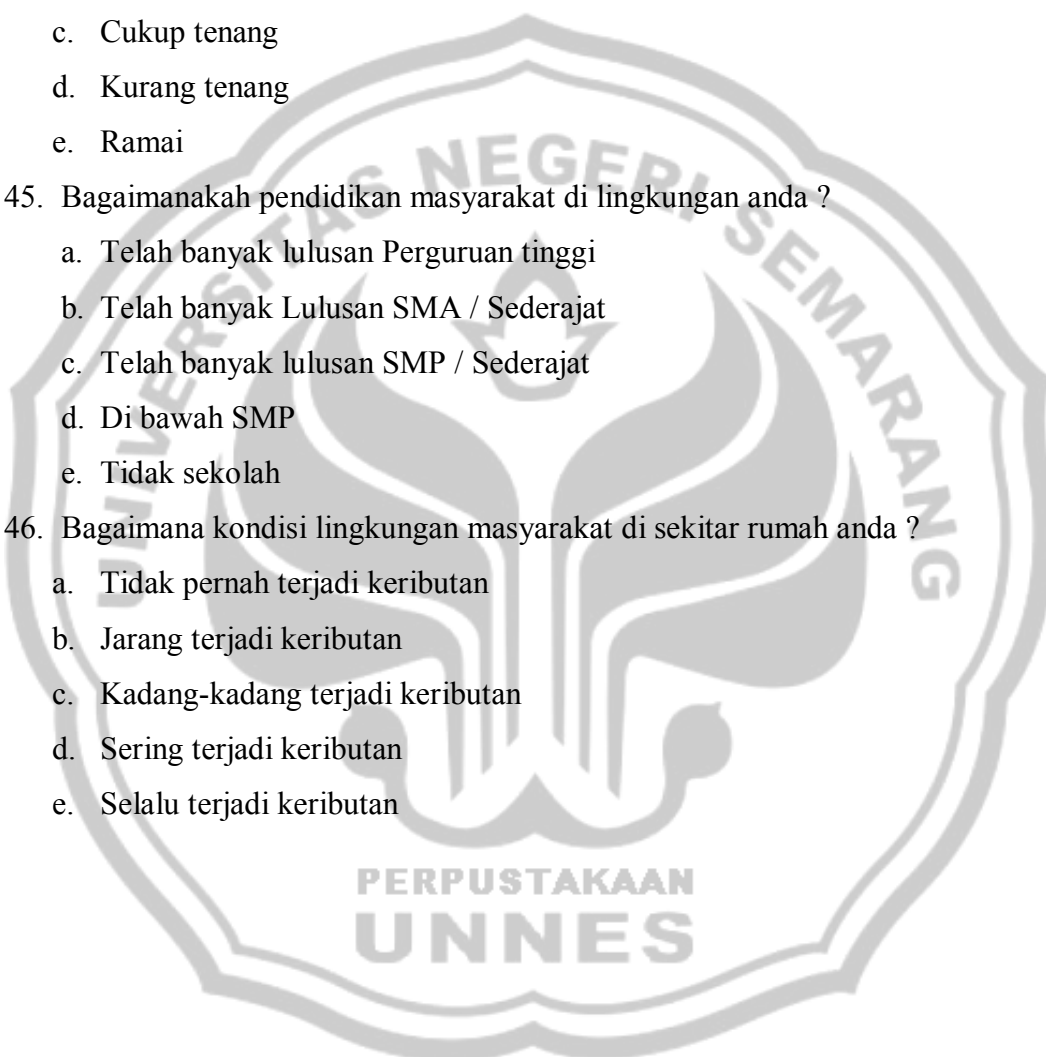 c. Cukup tenang
d. Kurang tenang
e. Ramai
45. Bagaimanakah pendidikan masyarakat di lingkungan anda ?
a. Telah banyak lulusan Perguruan tinggi
b. Telah banyak Lulusan SMA / Sederajat
c. Telah banyak lulusan SMP / Sederajat
d. Di bawah SMP
e. Tidak sekolah
46. Bagaimana kondisi lingkungan masyarakat di sekitar rumah anda ?
a. Tidak pernah terjadi keributan
b. Jarang terjadi keributan
c. Kadang-kadang terjadi keributan
d. Sering terjadi keributan
e. Selalu terjadi keributan
UNIVERSITAS NEGERI SEMARANG
PERPUSTAKAAN
UNNES